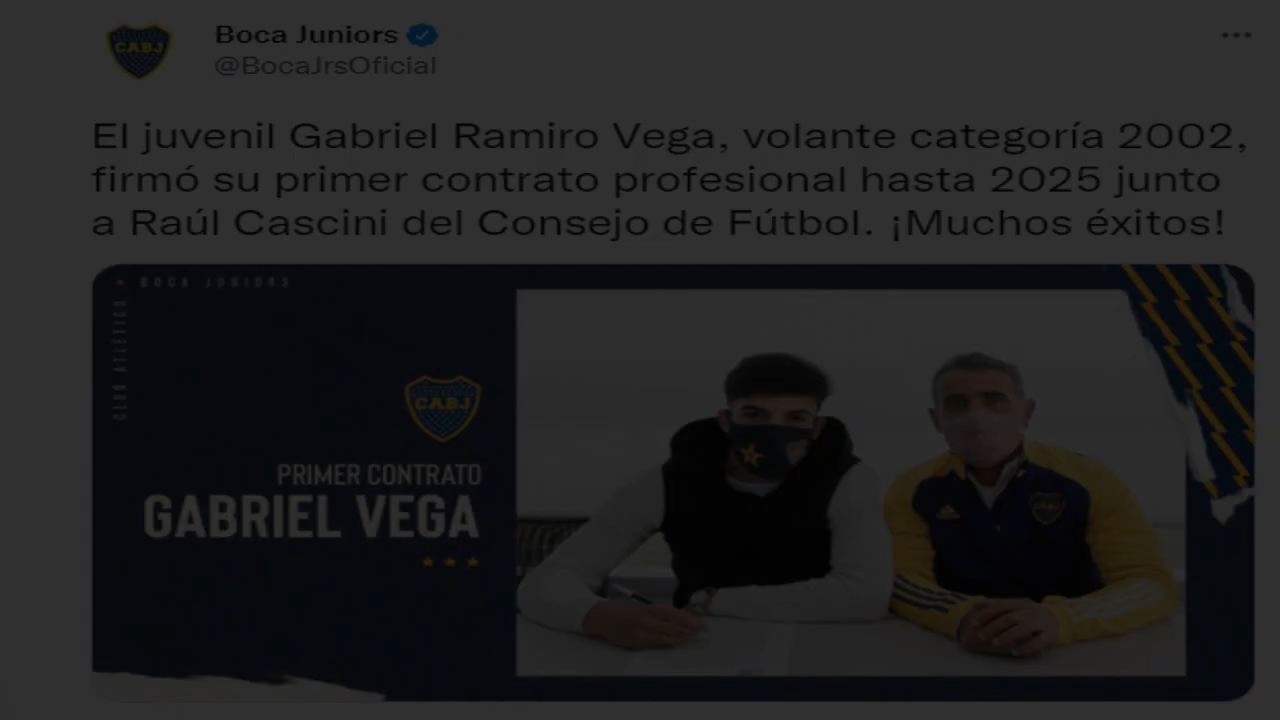 CABJ
Boca Juniors
@BocaJrsOficial
El juvenil Gabriel Ramiro Vega, volante categoría 2002,
firmó su primer contrato profesional hasta 2025 junto
a Raúl Cascini del Consejo de Fútbol. ¡Muchos éxitos!
BOCA JUNIORS
CLUB ATLÉTICO
CABJ
PRIMER CONTRATO
GABRIEL VEGA